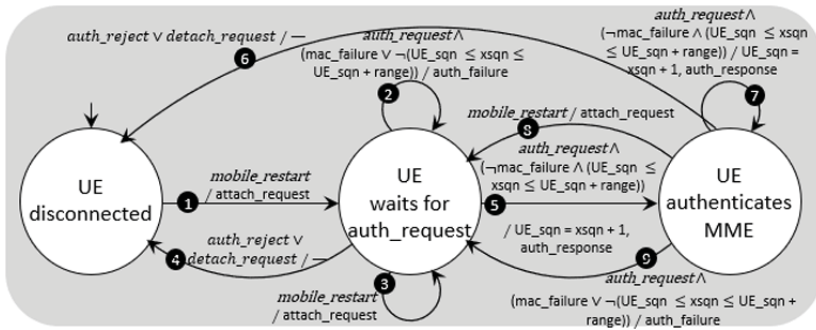 auth_reject ∨ detach_request / —
6
auth_request ∧
(mac_failure ∨ ¬(UE_sqn ≤ xsqn ≤
UE_sqn + range)) / auth_failure
2
auth_request ∧
(¬mac_failure ∧ (UE_sqn ≤ xsqn
≤ UE_sqn + range)) / UE_sqn =
xsqn + 1, auth_response
7
mobile_restart / attach_request
8
UE
disconnected
mobile_restart
/ attach_request
1
UE
waits for
auth_request
auth_request ∧
(¬mac_failure ∧ (UE_sqn ≤
xsqn ≤ UE_sqn + range))
5
/ UE_sqn = xsqn + 1,
auth_response
UE
authenticates
MME
auth_reject ∨
detach_request / —
4
3
mobile_restart
/ attach_request
9
auth_request ∧
(mac_failure ∨ ¬(UE_sqn ≤ xsqn ≤ UE_sqn +
range)) / auth_failure